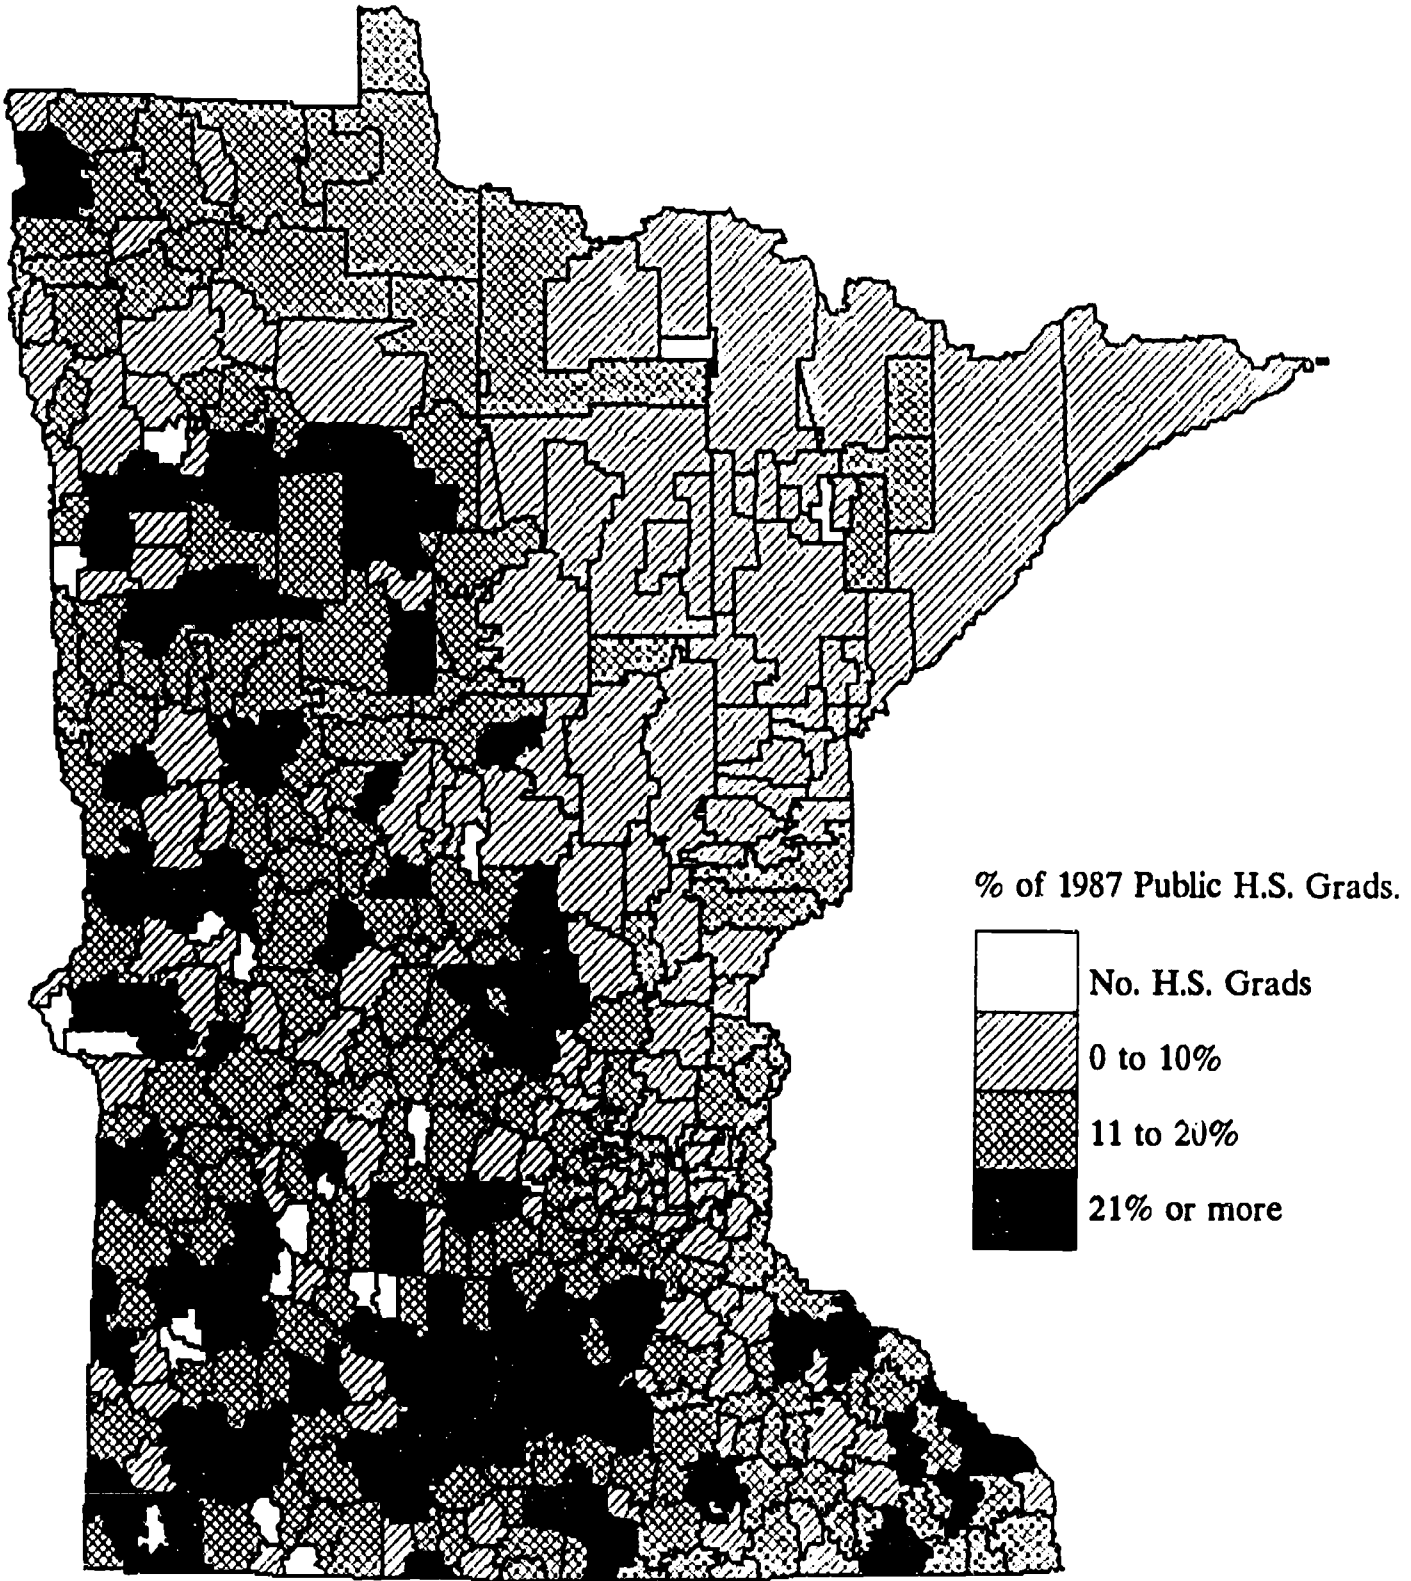 % of 1987 Public H.S. Grads.
No. H.S. Grads
0 to 10%
11 to 20%
21% or more